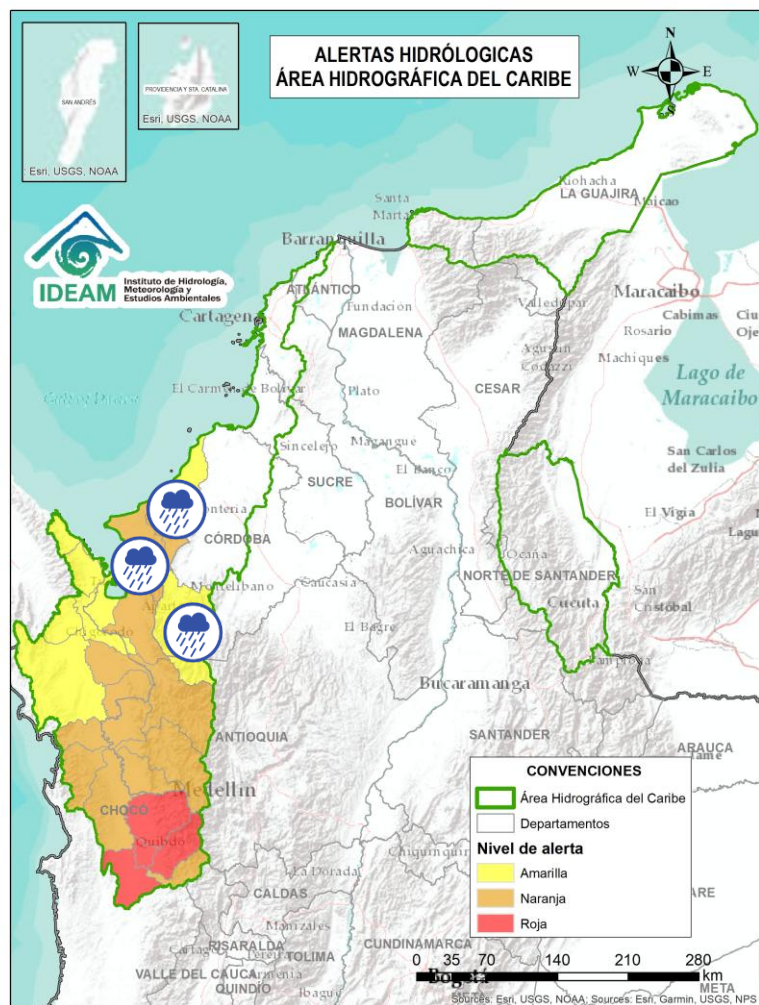 ALERTAS HIDRÓLOGICAS
ÁREA HIDROGRÁFICA DEL CARIBE
N
W E
S
SAN ANDRÉS
Esri, USGS, NOAA
PROVIDENCIA Y STA. CATALINA
Esri, USGS, NOAA
IDEAM
Instituto de Hidrología,
Meteorología y
Estudios Ambientales
Riohacha
LA GUAJIRA
Maicao
Santa
Marta
Barranquilla
ATLÁNTICO
Cartagena
Fundación
MAGDALENA
Valledupar
Maracaibo
Cabimas
Rosario
Machiques
Agustín
Codazzi
El Carmen de Bolívar
Plato
CESAR
Lago de
Maracaibo
Sincelejo
Magangué
SUCRE
El Banco
BOLÍVAR
San Carlos
del Zulia
CÓRDOBA
El Vigía
Aguachica
Ocaña
NORTE DE SANTANDER
Montelíbano
Caucasia
Cucuta
San
Cristóbal
El Bagre
Pamplona
Bucaramanga
ANTIOQUIA
SANTANDER
ARAUCA
Medellín
CHOCÓ
Quibdó
La Dorada
CALDAS
Manizales
RISARALDA
Pereira
TOLIMA
CUNDINAMARCA
VALLE DEL CAUCA
Armenia
QUINDÍO
Ibagué
Bogotá
META
CONVENCIONES
Área Hidrográfica del Caribe
Departamentos
Nivel de alerta
Amarilla
Naranja
Roja
0 35 70 140 210 280
km
Sources: Esri, USGS, NOAA; Sources: Esri, Garmin, USGS, NPS